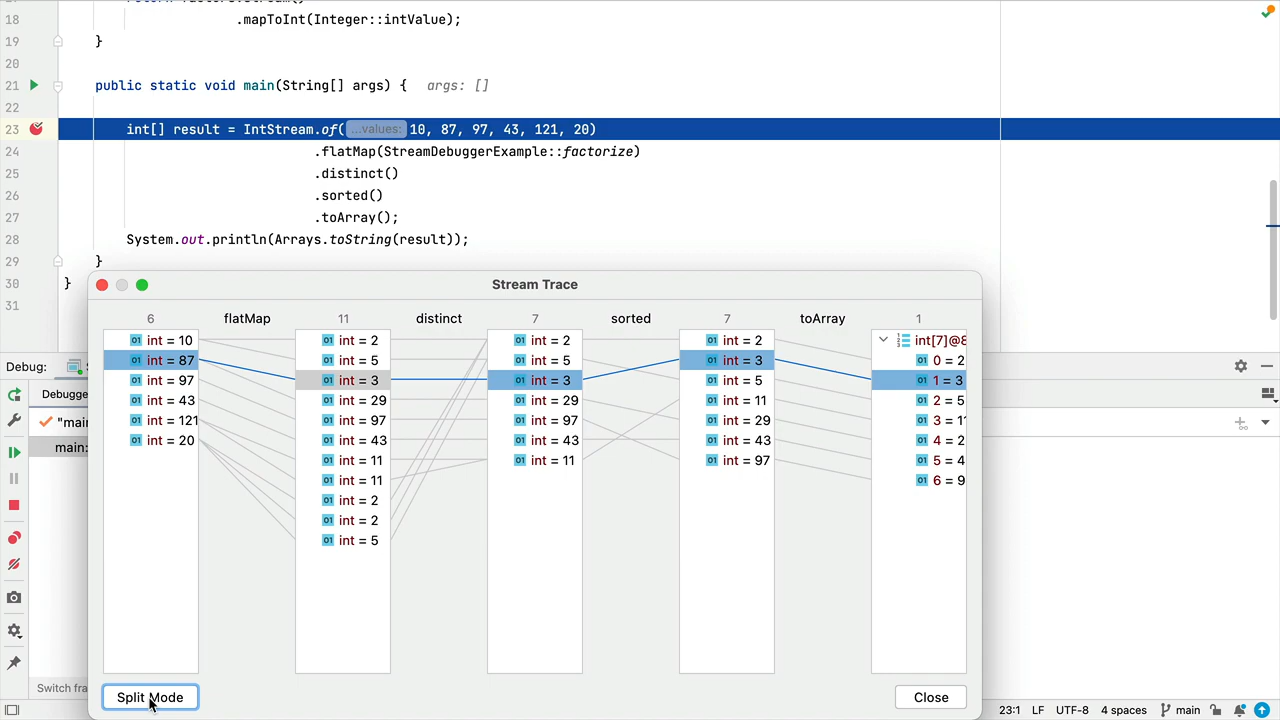 18 .mapToInt(Integer::intValue);
19 }
20
21 public static void main(String[] args) { args: []
22
23 int[] result = IntStream.of( ...values: 10, 87, 97, 43, 121, 20)
24 .flatMap(StreamDebuggerExample::factorize)
25 .distinct()
26 .sorted()
27 .toArray();
28 System.out.println(Arrays.toString(result));
29 }
30 }
31
Stream Trace
6 flatMap 11 distinct 7 sorted 7 toArray 1
int = 10 int = 2 int = 2 int = 2 int[7]@8
int = 87 int = 5 int = 5 int = 3 0 = 2
int = 97 int = 3 int = 3 int = 5 1 = 3
int = 43 int = 29 int = 29 int = 11 2 = 5
int = 121 int = 97 int = 97 int = 29 3 = 1
int = 20 int = 43 int = 43 int = 43 4 = 2
int = 11 int = 11 int = 97 5 = 4
int = 11 6 = 9
int = 2
int = 2
int = 5
Split Mode Close
Debug:
Debugge
"main
main:
Switch fra
23:1 LF UTF-8 4 spaces main